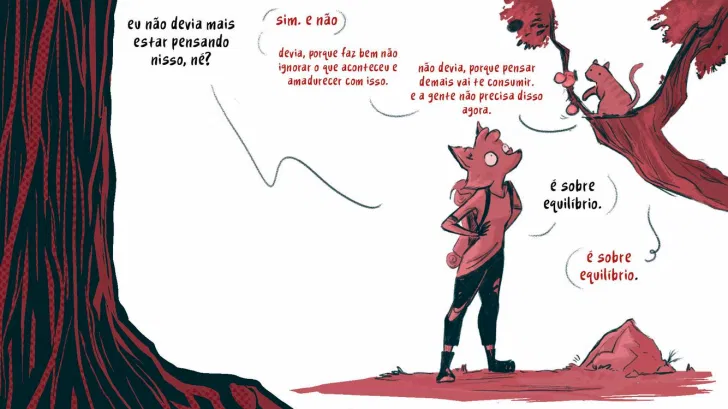 eu não devia mais
estar pensando
nisso, né?
sim. e não
devia, porque faz bem não
ignorar o que aconteceu e
amadurecer com isso.
não devia, porque pensar
demais vai te consumir.
e a gente não precisa disso
agora.
é sobre
equilíbrio.
é sobre
equilíbrio.